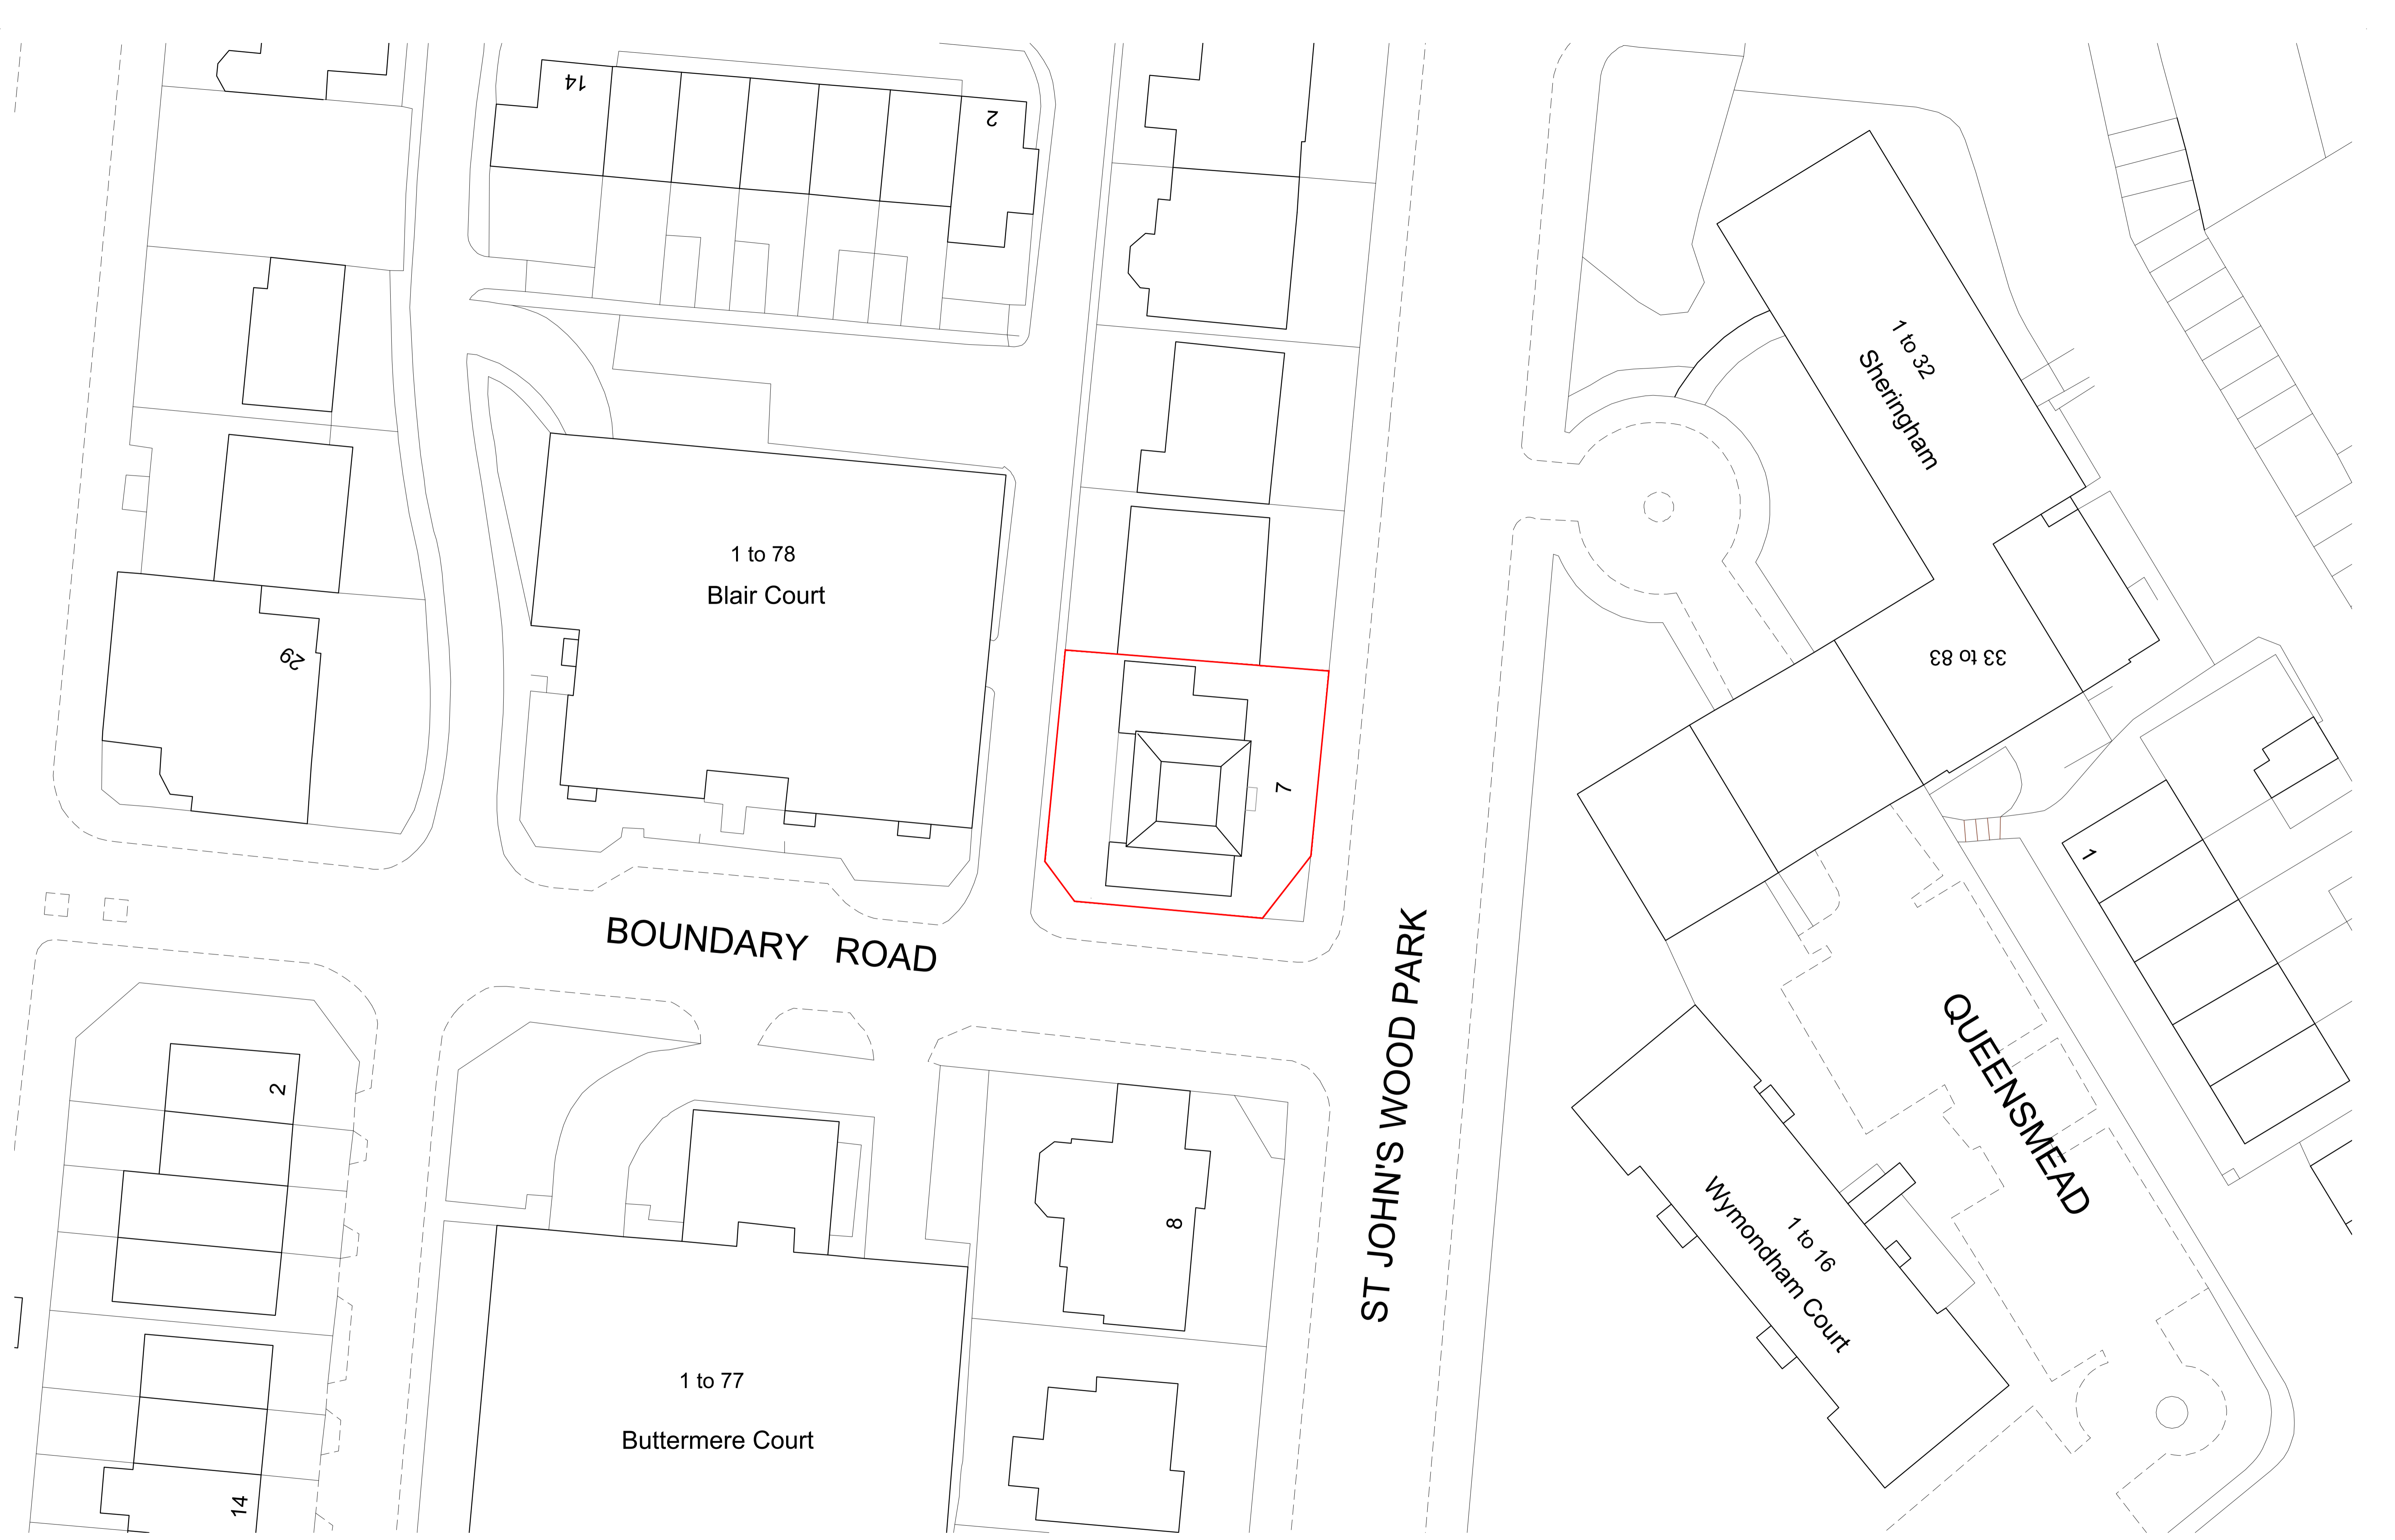 14
2
1 to 32
Sheringham
1 to 78
Blair Court
29
33 to 83
7
1
BOUNDARY ROAD
ST JOHN'S WOOD PARK
QUEENSMEAD
2
8
1 to 16
Wymondham Court
1 to 77
Buttermere Court
14